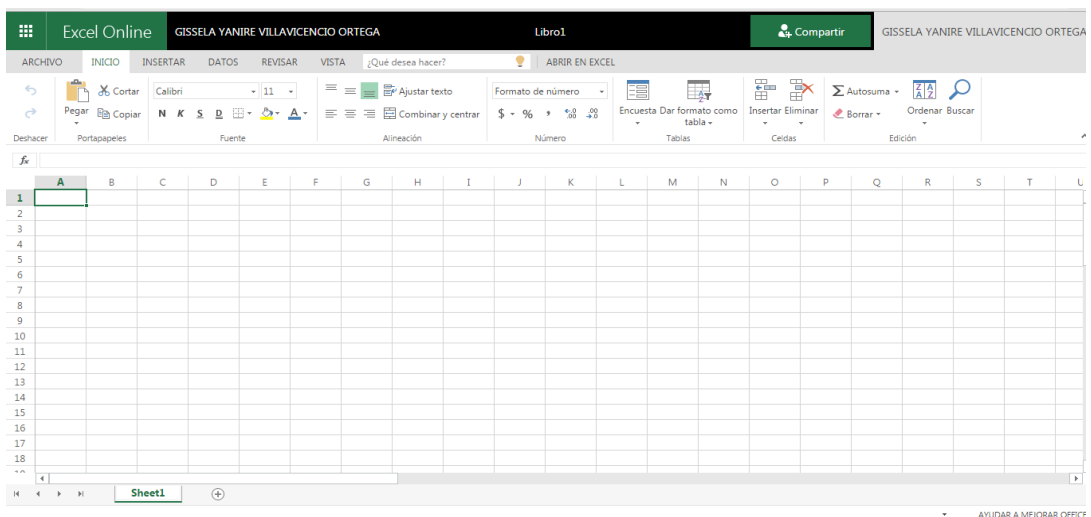 Excel Online GISSELA YANIRE VILLAVICENCIO ORTEGA Libro1 Compartir GISSELA YANIRE VILLAVICENCIO ORTEGA
ARCHIVO INICIO INSERTAR DATOS REVISAR VISTA ¿Qué desea hacer? ABRIR EN EXCEL
Cortar Calibri 11 Ajustar texto Formato de número Autosuma
Pegar Copiar N K S D A Combinar y centrar $ % Encuesta Dar formato como tabla Insertar Eliminar Borrar Ordenar Buscar
Deshacer Portapapeles Fuente Alineación Número Tablas Celdas Edición
fx
A B C D E F G H I J K L M N O P Q R S T U
1
2
3
4
5
6
7
8
9
10
11
12
13
14
15
16
17
18
Sheet1
AYUDAR A MEJORAR OFFICE